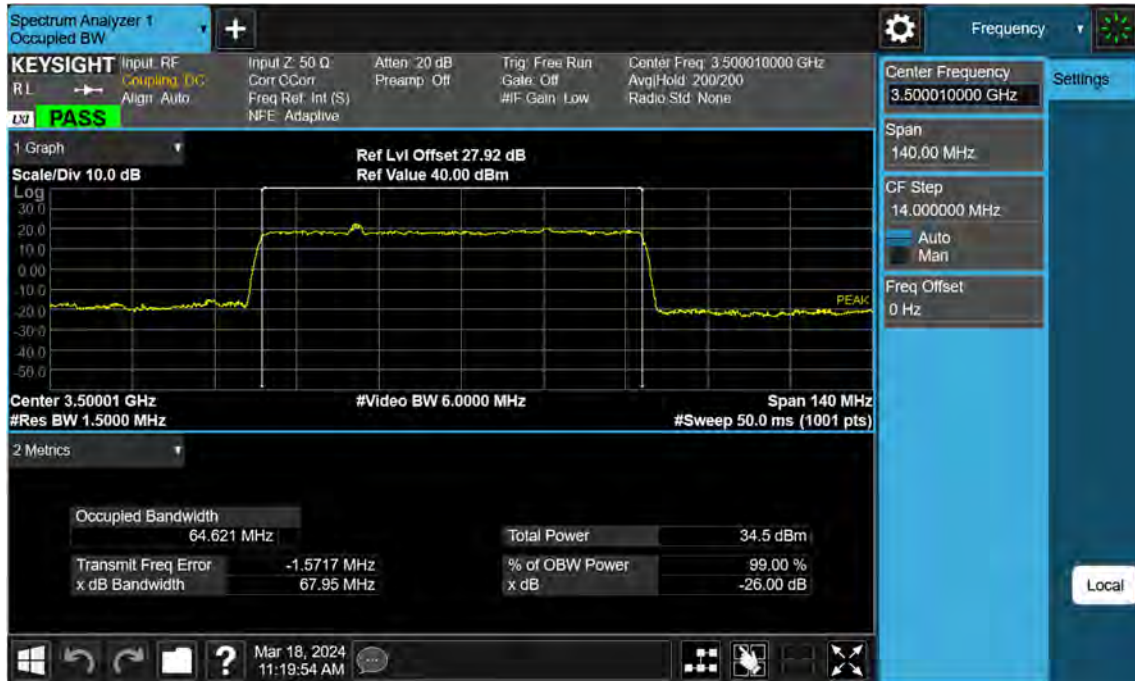 Spectrum Analyzer 1
Occupied BW
Frequency
KEYSIGHT
R L
LXI PASS
Input: RF
Coupling: DC
Align: Auto
Input Z: 50 Ω
Corr CCorr
Freq Ref: Int (S)
NFE: Adaptive
Atten: 20 dB
Preamp: Off
Trig: Free Run
Gate: Off
#IF Gain: Low
Center Freq: 3.500010000 GHz
Avg|Hold: 200/200
Radio Std: None
Center Frequency
3.500010000 GHz
Settings
Span
140.00 MHz
CF Step
14.000000 MHz
Auto
Man
Freq Offset
0 Hz
1 Graph
Scale/Div 10.0 dB
Ref Lvl Offset 27.92 dB
Ref Value 40.00 dBm
Log
30.0
20.0
10.0
0.00
-10.0
-20.0
-30.0
-40.0
-50.0
PEAK
Center 3.50001 GHz
#Video BW 6.0000 MHz
Span 140 MHz
#Res BW 1.5000 MHz
#Sweep 50.0 ms (1001 pts)
2 Metrics
Occupied Bandwidth
64.621 MHz
Total Power 34.5 dBm
Transmit Freq Error -1.5717 MHz
% of OBW Power 99.00 %
x dB Bandwidth 67.95 MHz
x dB -26.00 dB
Local
?
Mar 18, 2024
11:19:54 AM